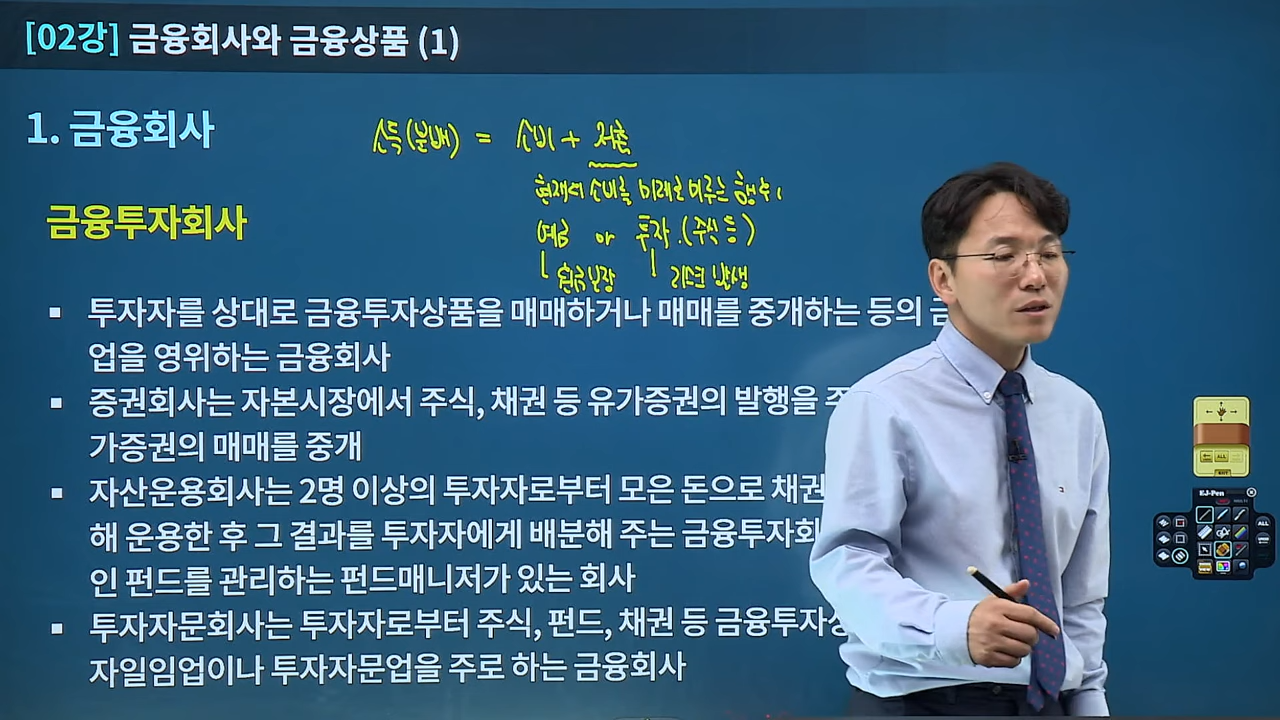 [02강] 금융회사와 금융상품 (1)
1. 금융회사
소득(분배) = 소비 + 저축
현재의 소비를 미래로 미루는 행위
예금 or 투자.(주식 등)
원금보장 리스크 발생
금융투자회사
▪ 투자자를 상대로 금융투자상품을 매매하거나 매매를 중개하는 등의
업을 영위하는 금융회사
▪ 증권회사는 자본시장에서 주식, 채권 등 유가증권의 발행을
가증권의 매매를 중개
▪ 자산운용회사는 2명 이상의 투자자로부터 모은 돈으로 채권
해 운용한 후 그 결과를 투자자에게 배분해 주는
인 펀드를 관리하는 펀드매니저가 있는 회사
▪ 투자자문회사는 투자자로부터 주식, 펀드, 채권 등
자일임업이나 투자자문업을 주로 하는 금융회사
EJ-Pen
ALL
ALL